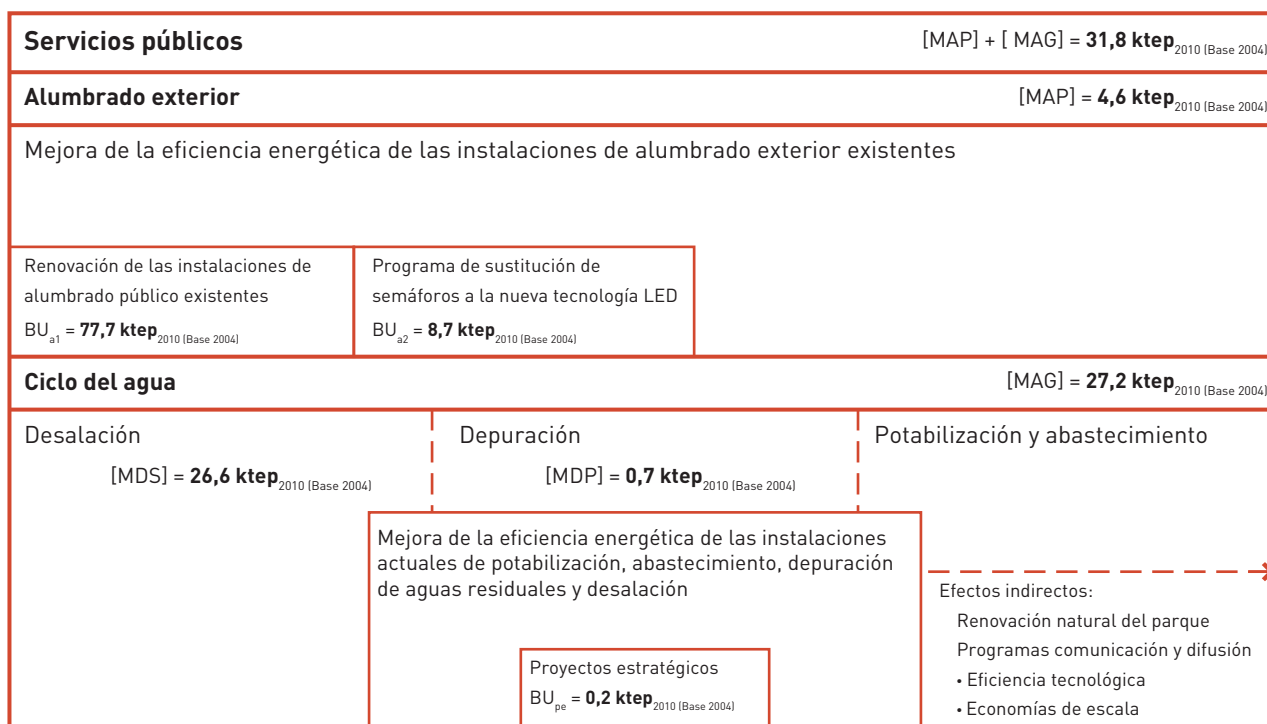 Servicios públicos [MAP] + [ MAG] = 31,8 ktep2010 (Base 2004)
Alumbrado exterior [MAP] = 4,6 ktep2010 (Base 2004)
Mejora de la eficiencia energética de las instalaciones de alumbrado exterior existentes
Renovación de las instalaciones de
alumbrado público existentes
BUa1 = 77,7 ktep2010 (Base 2004)
Programa de sustitución de
semáforos a la nueva tecnología LED
BUa2 = 8,7 ktep2010 (Base 2004)
Ciclo del agua [MAG] = 27,2 ktep2010 (Base 2004)
Desalación
[MDS] = 26,6 ktep2010 (Base 2004)
Depuración
[MDP] = 0,7 ktep2010 (Base 2004)
Potabilización y abastecimiento
Mejora de la eficiencia energética de las instalaciones
actuales de potabilización, abastecimiento, depuración
de aguas residuales y desalación
Proyectos estratégicos
BUpe = 0,2 ktep2010 (Base 2004)
Efectos indirectos:
Renovación natural del parque
Programas comunicación y difusión
• Eficiencia tecnológica
• Economías de escala